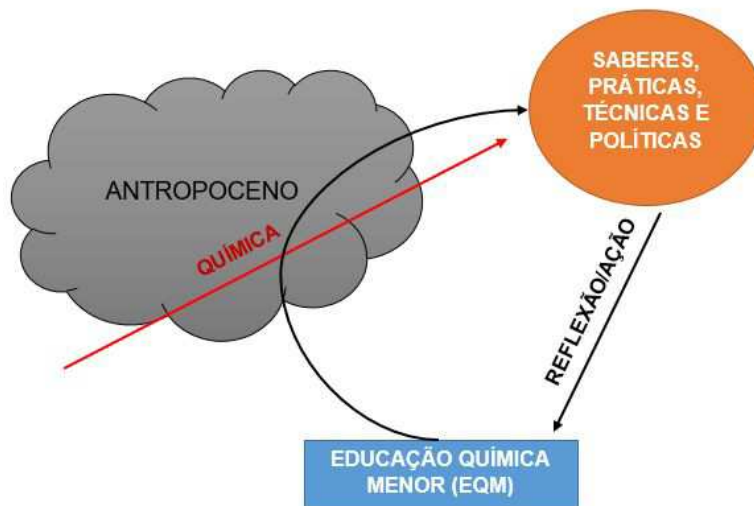 SABERES,
PRÁTICAS,
TÉCNICAS E
POLÍTICAS
ANTROPOCENO
QUÍMICA
REFLEXÃO/AÇÃO
EDUCAÇÃO QUÍMICA
MENOR (EQM)